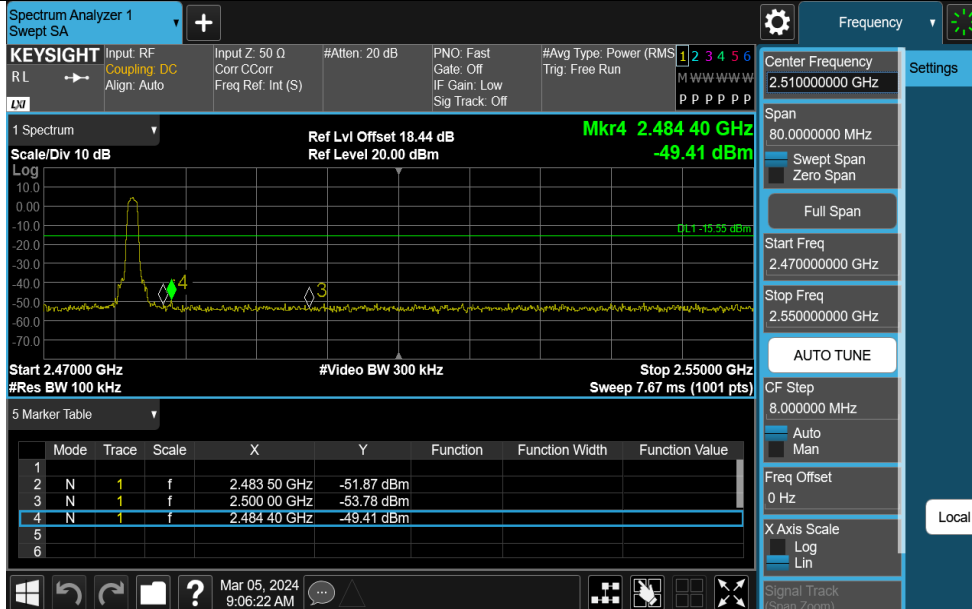 Spectrum Analyzer 1
Swept SA
Frequency
KEYSIGHT
RL
LXI
Input: RF
Coupling: DC
Align: Auto
Input Z: 50 Ω
Corr CCorr
Freq Ref: Int (S)
#Atten: 20 dB
PNO: Fast
Gate: Off
IF Gain: Low
Sig Track: Off
#Avg Type: Power (RMS
Trig: Free Run
1 2 3 4 5 6
M W W W W W
P P P P P P
Center Frequency
2.510000000 GHz
Settings
Span
80.0000000 MHz
Swept Span
Zero Span
Full Span
Start Freq
2.470000000 GHz
Stop Freq
2.550000000 GHz
AUTO TUNE
CF Step
8.000000 MHz
Auto
Man
Freq Offset
0 Hz
X Axis Scale
Log
Lin
Signal Track
(Span Zoom)
Local
1 Spectrum
Scale/Div 10 dB
Ref Lvl Offset 18.44 dB
Ref Level 20.00 dBm
Mkr4 2.484 40 GHz
-49.41 dBm
Log
10.0
0.00
-10.0
-20.0
-30.0
-40.0
-50.0
-60.0
-70.0
DL1 -15.55 dBm
4
3
Start 2.47000 GHz
#Res BW 100 kHz
#Video BW 300 kHz
Stop 2.55000 GHz
Sweep 7.67 ms (1001 pts)
5 Marker Table
Mode Trace Scale X Y Function Function Width Function Value
1
2 N 1 f 2.483 50 GHz -51.87 dBm
3 N 1 f 2.500 00 GHz -53.78 dBm
4 N 1 f 2.484 40 GHz -49.41 dBm
5
6
?
Mar 05, 2024
9:06:22 AM